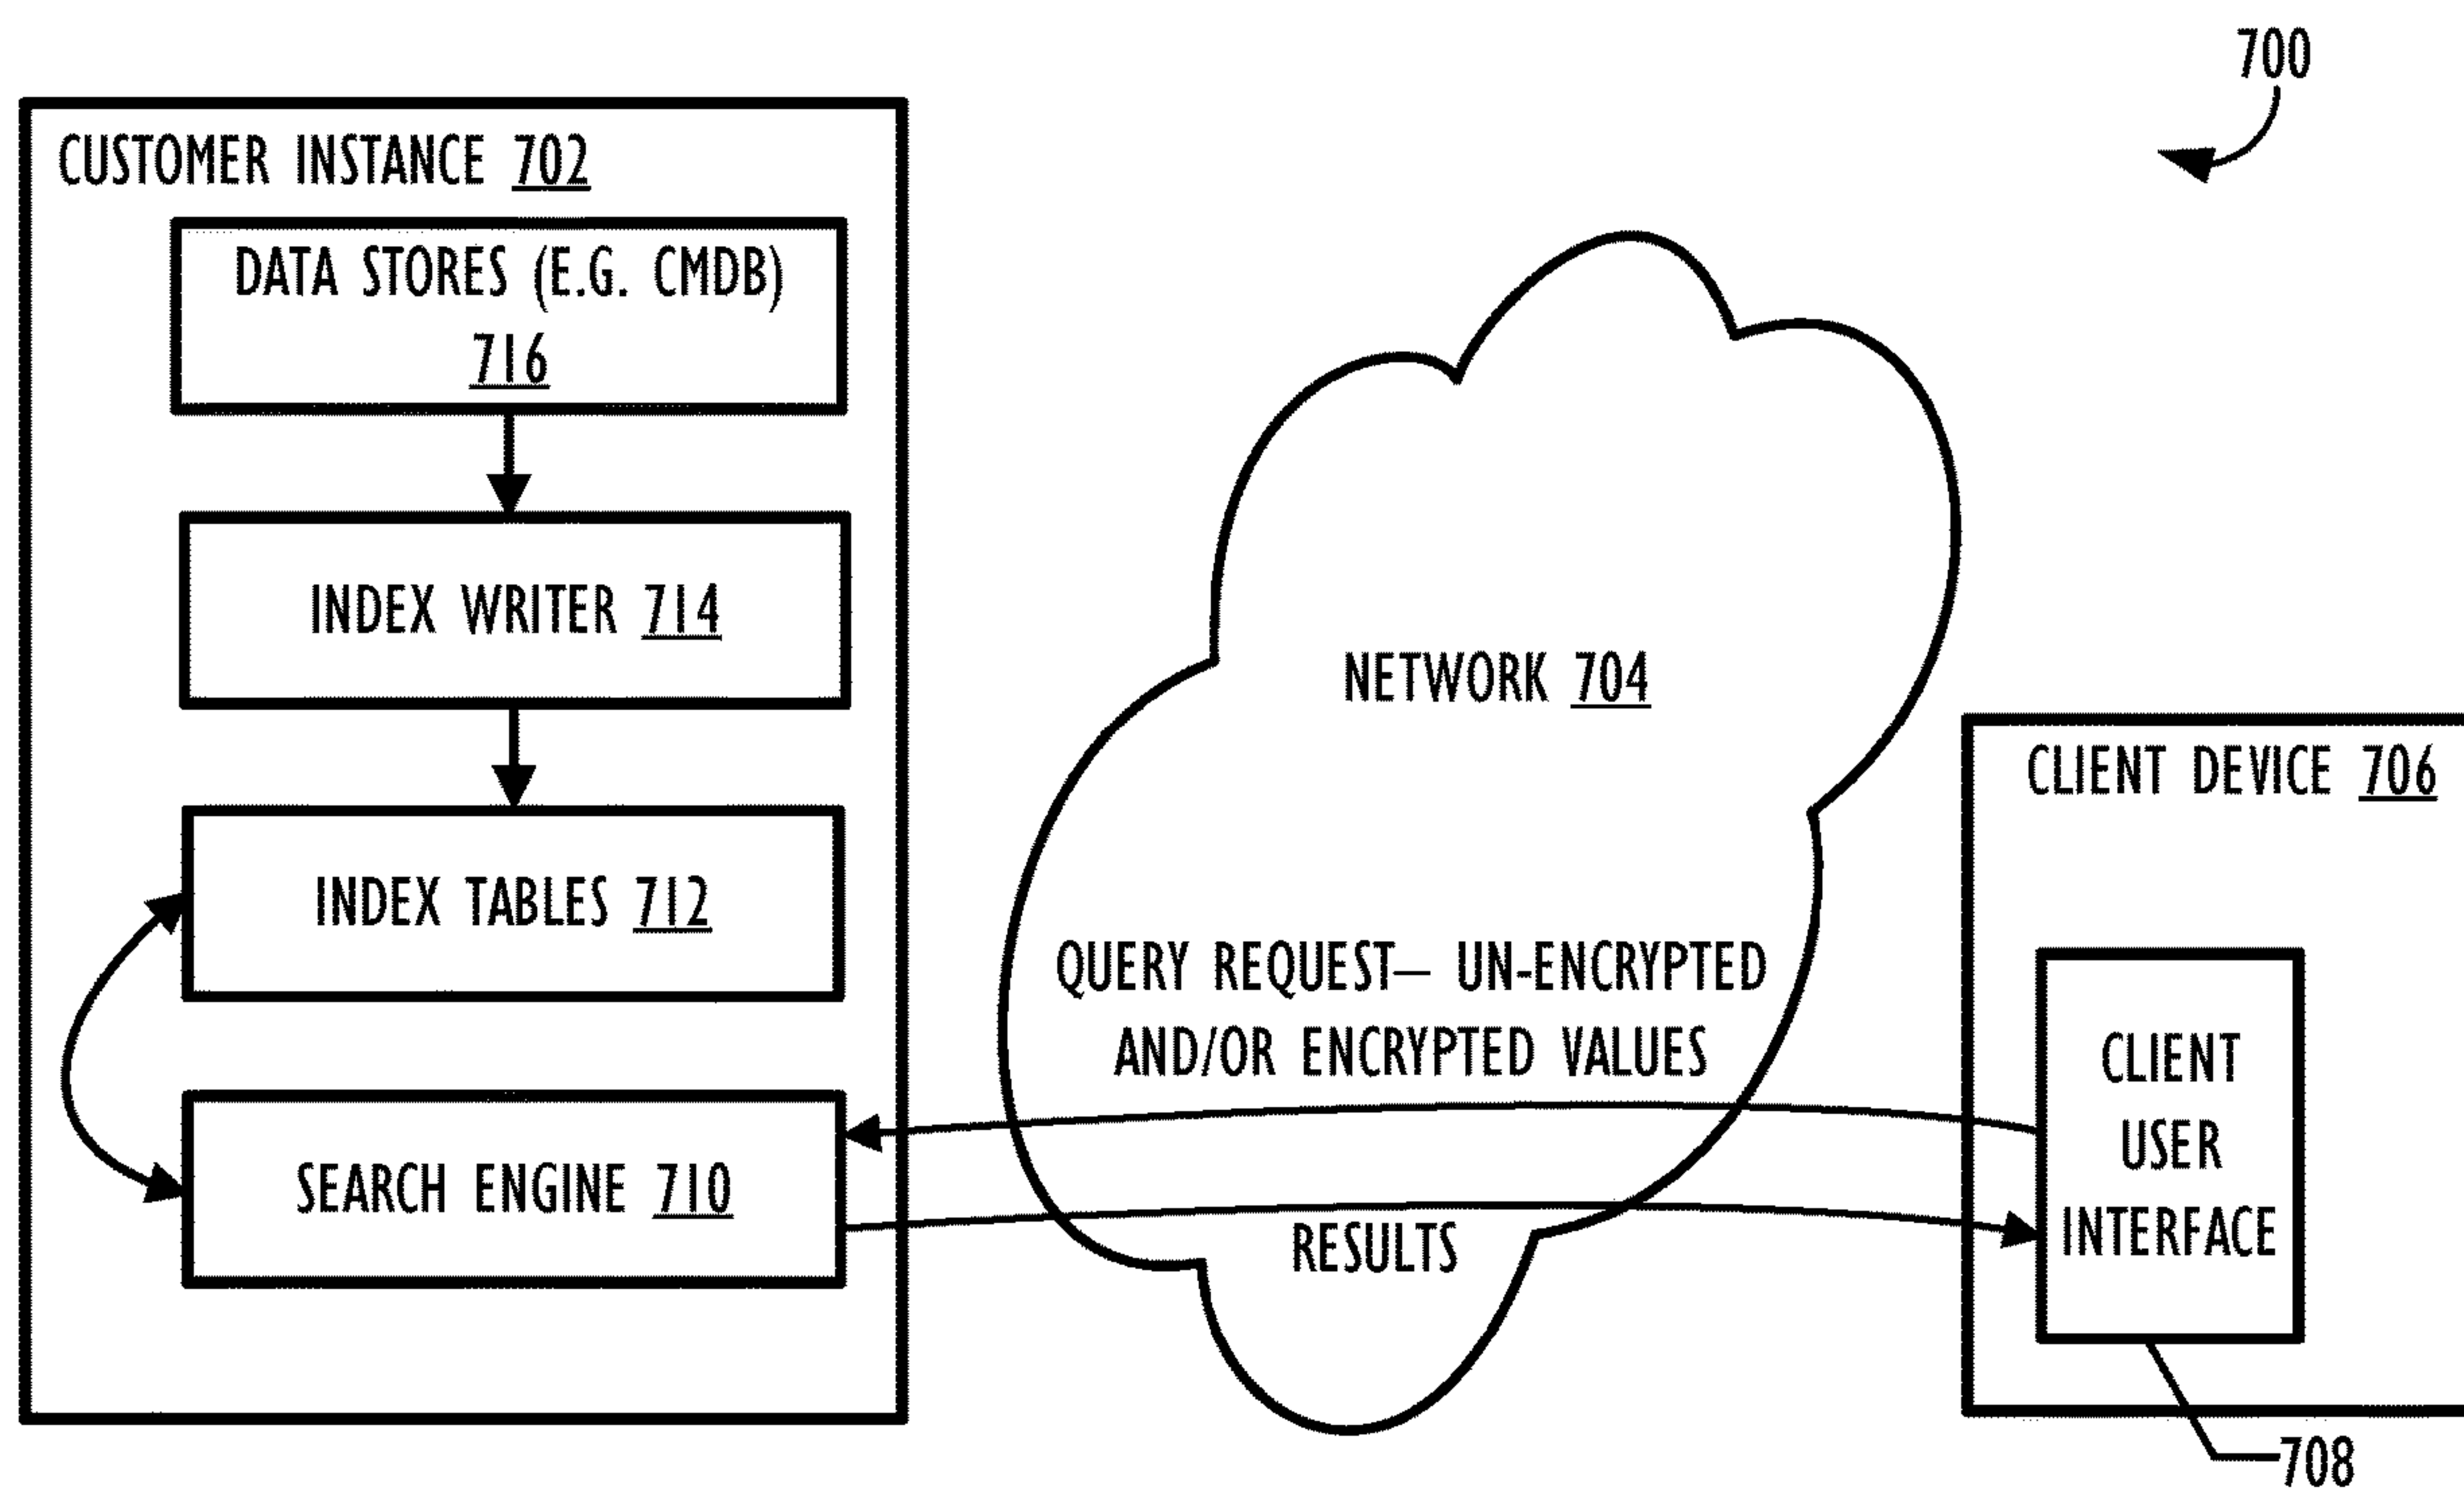 700
CUSTOMER INSTANCE 702
DATA STORES (E.G. CMDB)
716
INDEX WRITER 714
INDEX TABLES 712
SEARCH ENGINE 710
NETWORK 704
QUERY REQUEST— UN-ENCRYPTED
AND/OR ENCRYPTED VALUES
RESULTS
CLIENT DEVICE 706
CLIENT
USER
INTERFACE
708